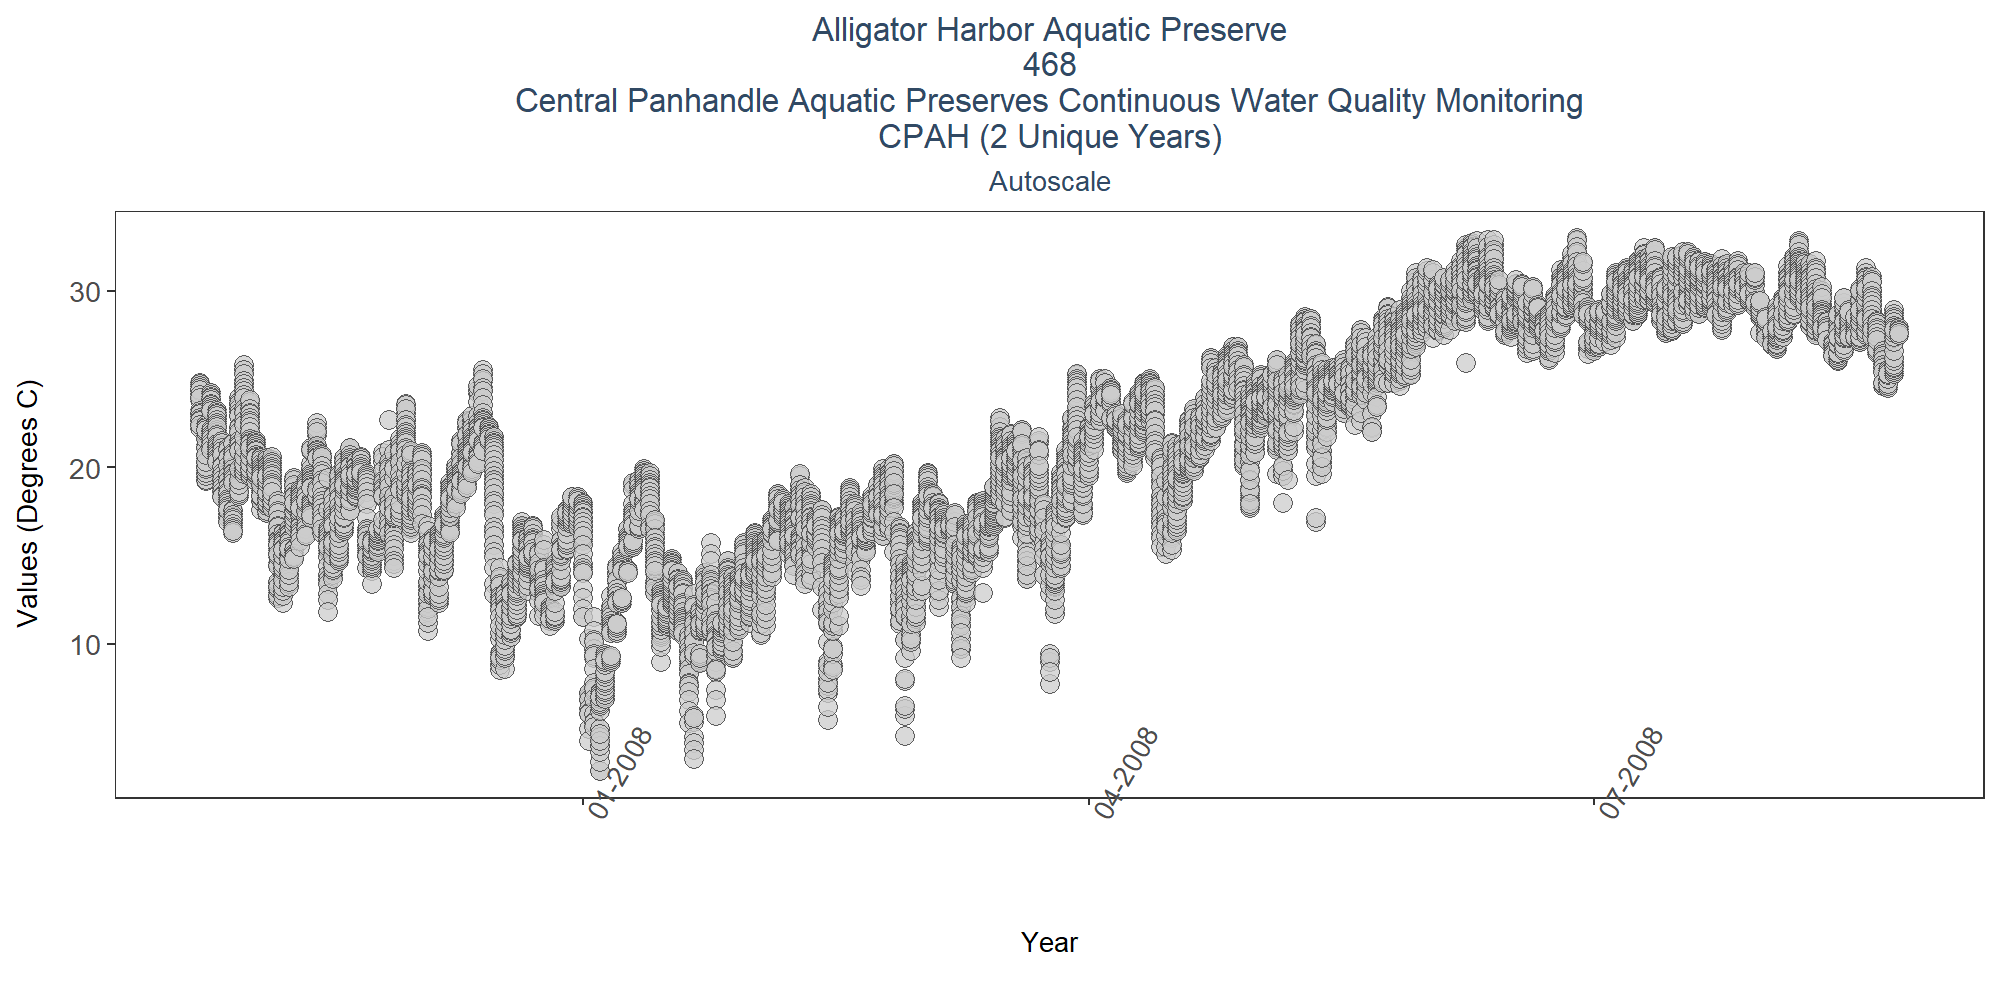 Alligator Harbor Aquatic Preserve
468
Central Panhandle Aquatic Preserves Continuous Water Quality Monitoring
CPAH (2 Unique Years)
Autoscale
Values (Degrees C)
30
20
10
01-2008
04-2008
07-2008
Year